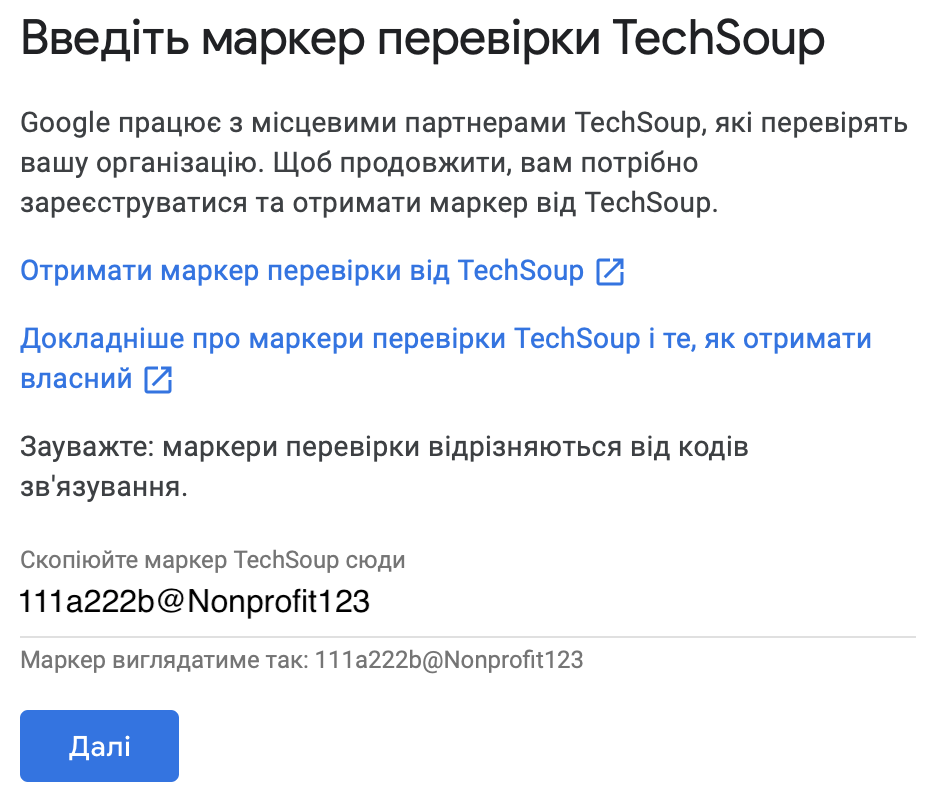 Введіть маркер перевірки TechSoup
Google працює з місцевими партнерами TechSoup, які перевірять
вашу організацію. Щоб продовжити, вам потрібно
зареєструватися та отримати маркер від TechSoup.
Отримати маркер перевірки від TechSoup
Докладніше про маркери перевірки TechSoup і те, як отримати
власний
Зауважте: маркери перевірки відрізняються від кодів
зв'язування.
Скопіюйте маркер TechSoup сюди
111a222b@Nonprofit123
Маркер виглядатиме так: 111a222b@Nonprofit123
Далі